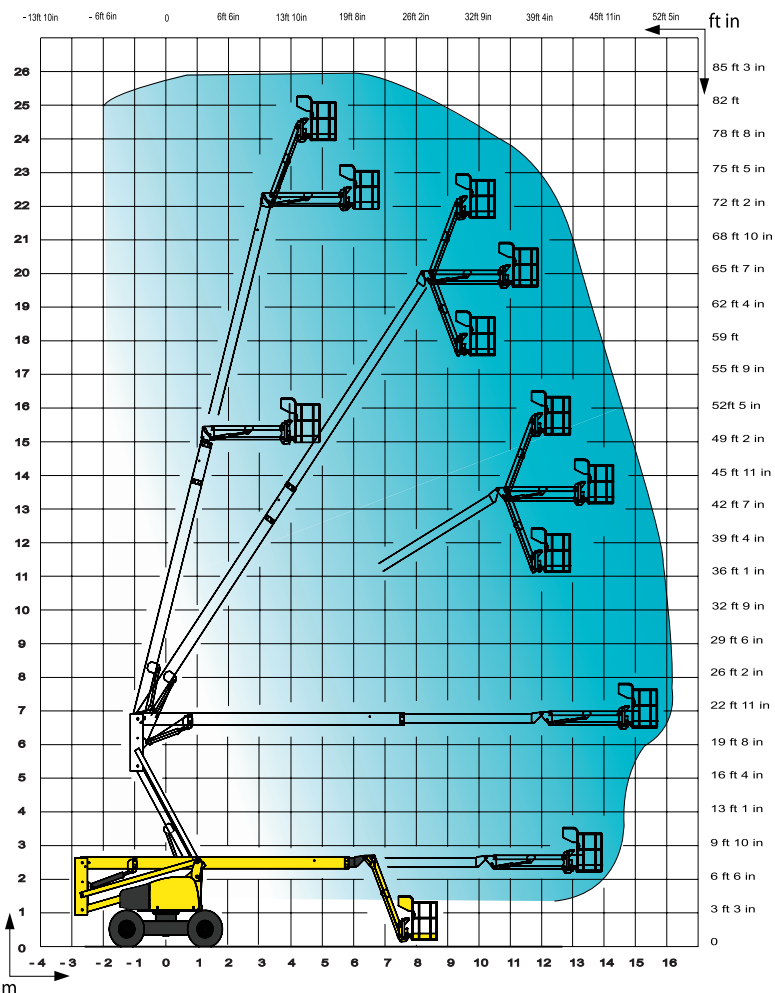 - 13ft 10in - 6ft 6in 0 6ft 6in 13ft 10in 19ft 8in 26ft 2in 32ft 9in 39ft 4in 45ft 11in 52ft 5in
ft in
26 85 ft 3 in
25 82 ft
24 78 ft 8 in
23 75 ft 5 in
22 72 ft 2 in
21 68 ft 10 in
20 65 ft 7 in
19 62 ft 4 in
18 59 ft
17 55 ft 9 in
16 52ft 5 in
15 49 ft 2 in
14 45 ft 11 in
13 42 ft 7 in
12 39 ft 4 in
11 36 ft 1 in
10 32 ft 9 in
9 29 ft 6 in
8 26 ft 2 in
7 22 ft 11 in
6 19 ft 8 in
5 16 ft 4 in
4 13 ft 1 in
3 9 ft 10 in
2 6 ft 6 in
1 3 ft 3 in
0 0
- 4 - 3 - 2 - 1 0 1 2 3 4 5 6 7 8 9 10 11 12 13 14 15 16
m